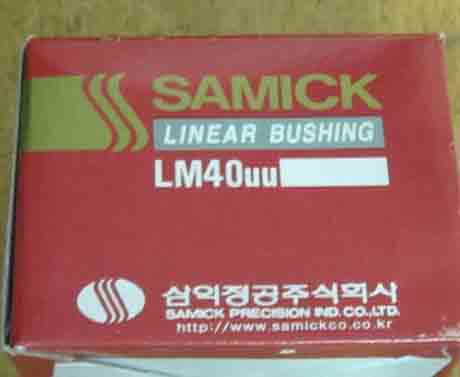 SAMICK
LINEAR BUSHING
LM40uu
삼익정공주식회사
SAMICK PRECISION IND. CO.,LTD.
http://www.samickco.co.kr